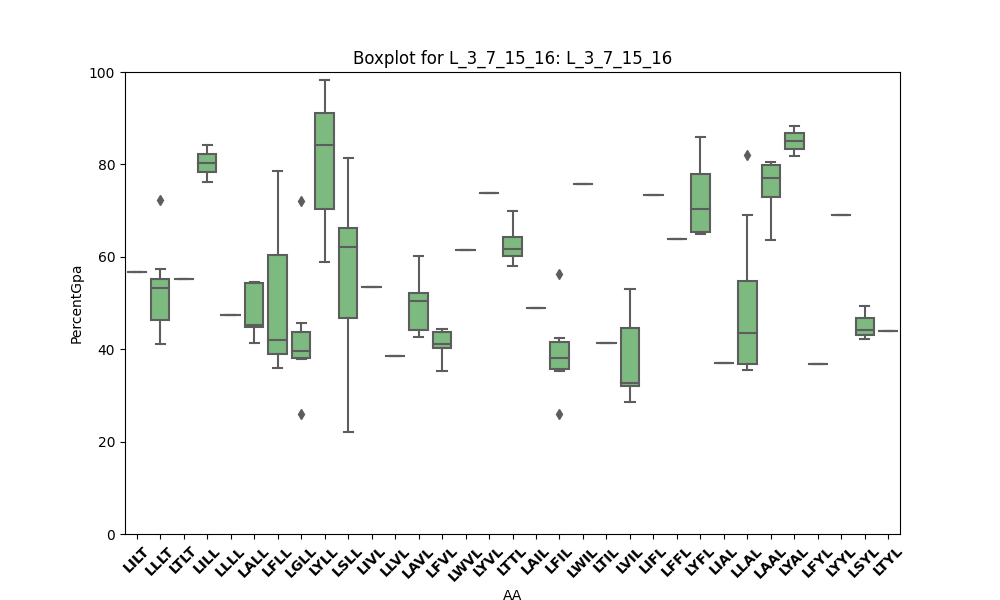 Boxplot for L_3_7_15_16: L_3_7_15_16
PercentGpa
100
80
60
40
20
0
LILT LLLT LTLT LILL LLLL LALL LFLL LGLL LYLL LSLL LIVL LLVL LAVL LFVL LWVL LYVL LTTL LAIL LFIL LWIL LTIL LVIL LIFL LFFL LYFL LIAL LLAL LAAL LYAL LFYL LYYL LSYL LTYL
AA